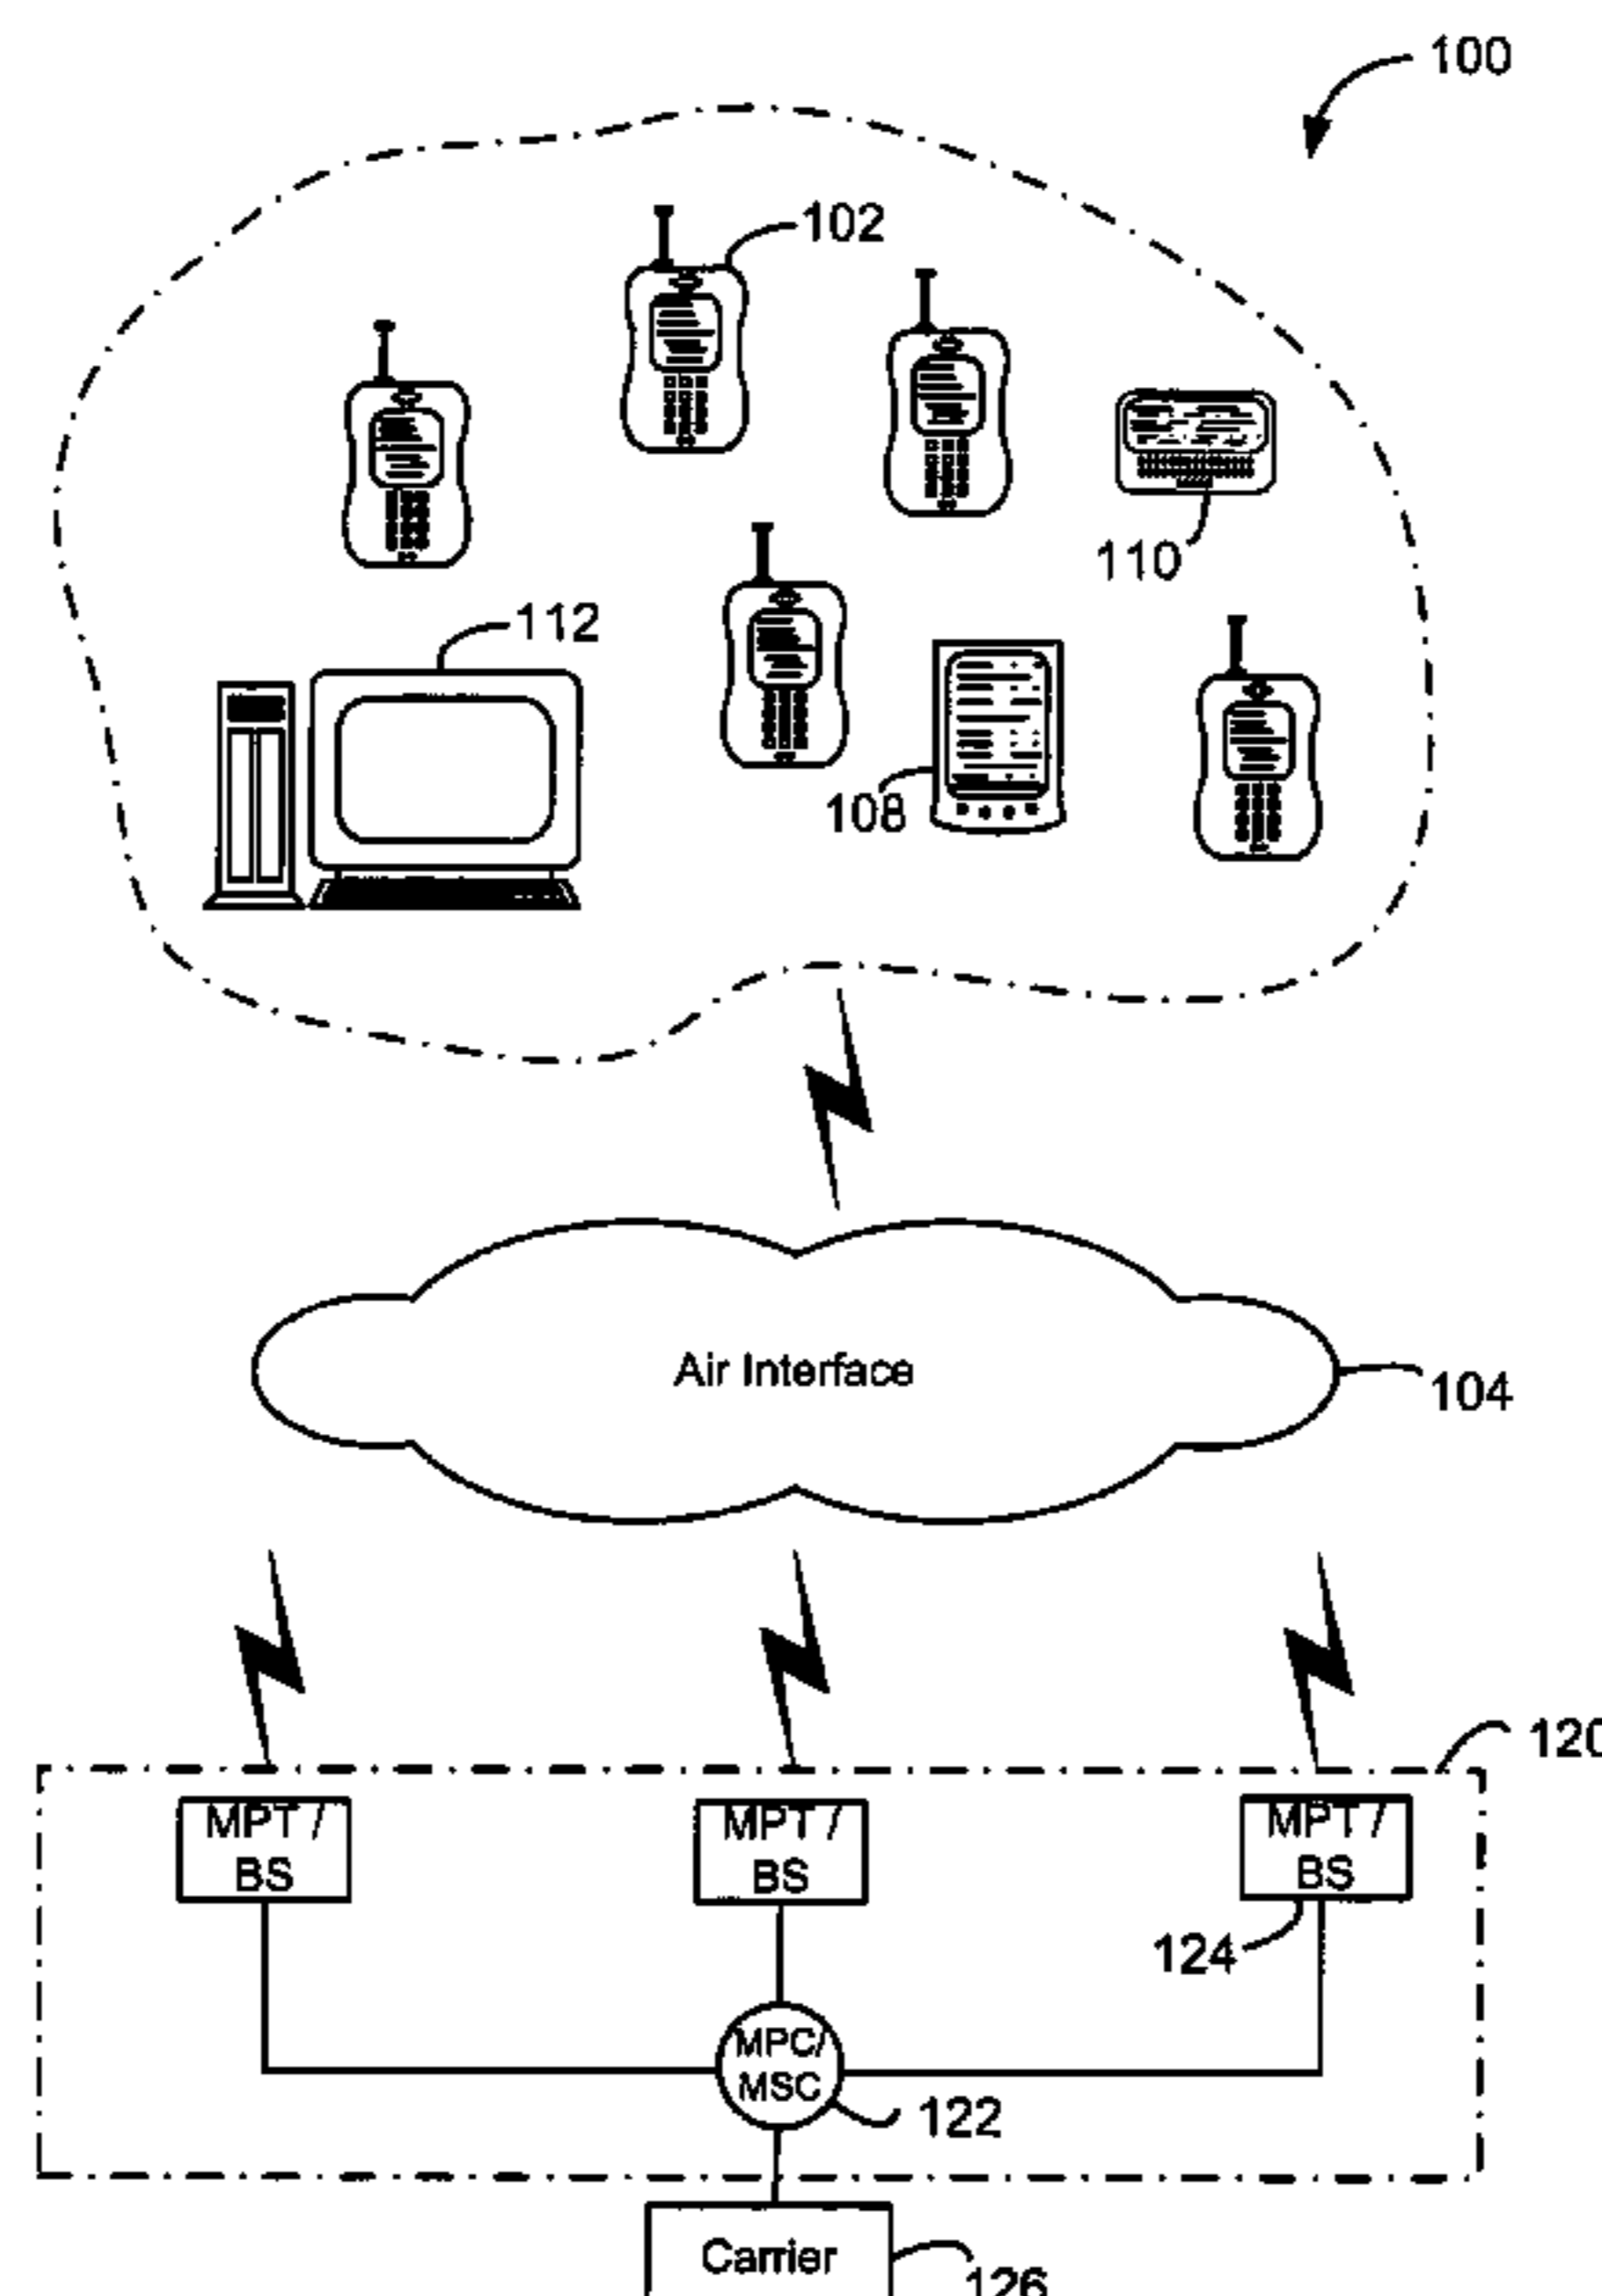 100
102
110
112
108
Air Interface
104
120
MPT /
BS
MPT /
BS
MPT /
BS
124
MPC/
MSC
122
Carrier
126